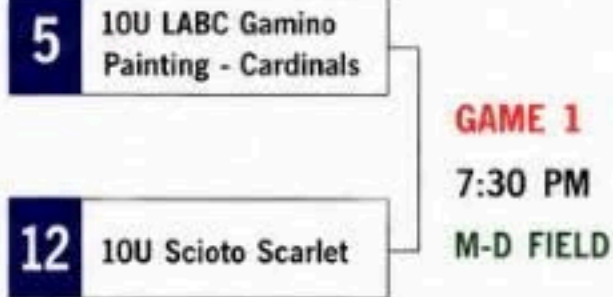 5
10U LABC Gamino
Painting - Cardinals
GAME 1
7:30 PM
M-D FIELD
12
10U Scioto Scarlet